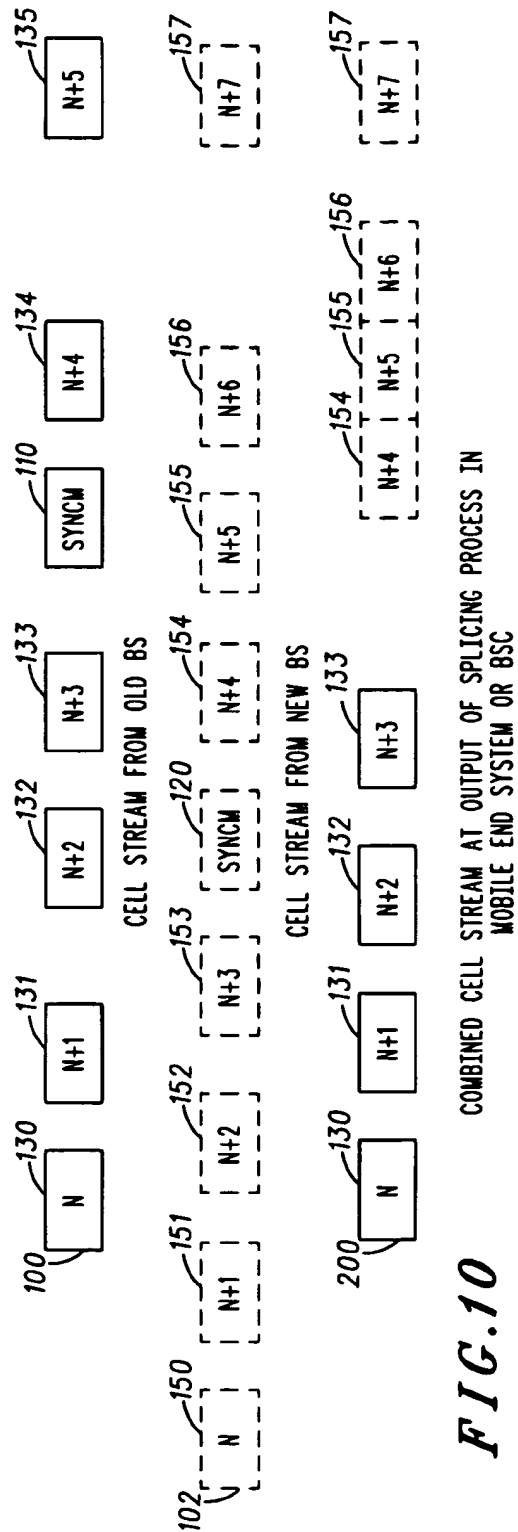 130 131 132 133 110 134 135
100 N N+1 N+2 N+3 SYNCM N+4 N+5
CELL STREAM FROM OLD BS
150 151 152 153 120 154 155 156 157
102 N N+1 N+2 N+3 SYNCM N+4 N+5 N+6 N+7
CELL STREAM FROM NEW BS
130 131 132 133 154 155 156 157
200 N N+1 N+2 N+3 N+4 N+5 N+6 N+7
COMBINED CELL STREAM AT OUTPUT OF SPLICING PROCESS IN
MOBILE END SYSTEM OR BSC
FIG.10